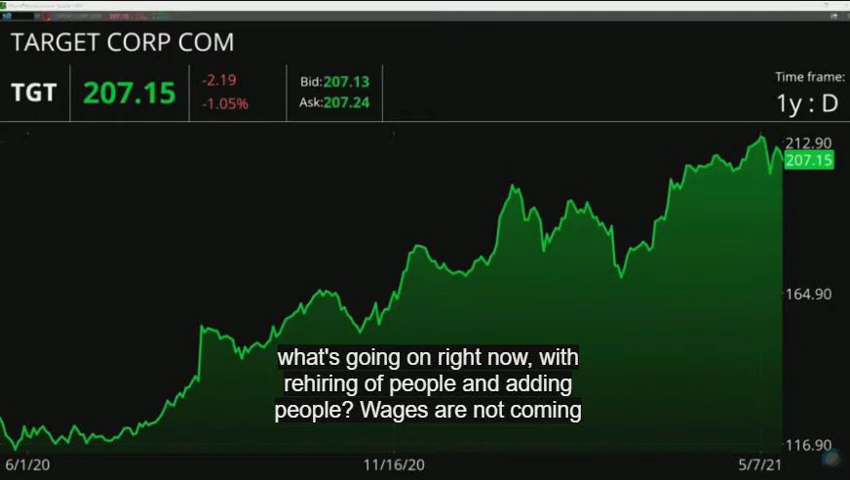 TARGET CORP COM
TGT
207.15
-2.19
-1.05%
Bid:207.13
Ask:207.24
Time frame:
1y : D
212.90
207.15
164.90
116.90
what's going on right now, with
rehiring of people and adding
people? Wages are not coming
6/1/20
11/16/20
5/7/21